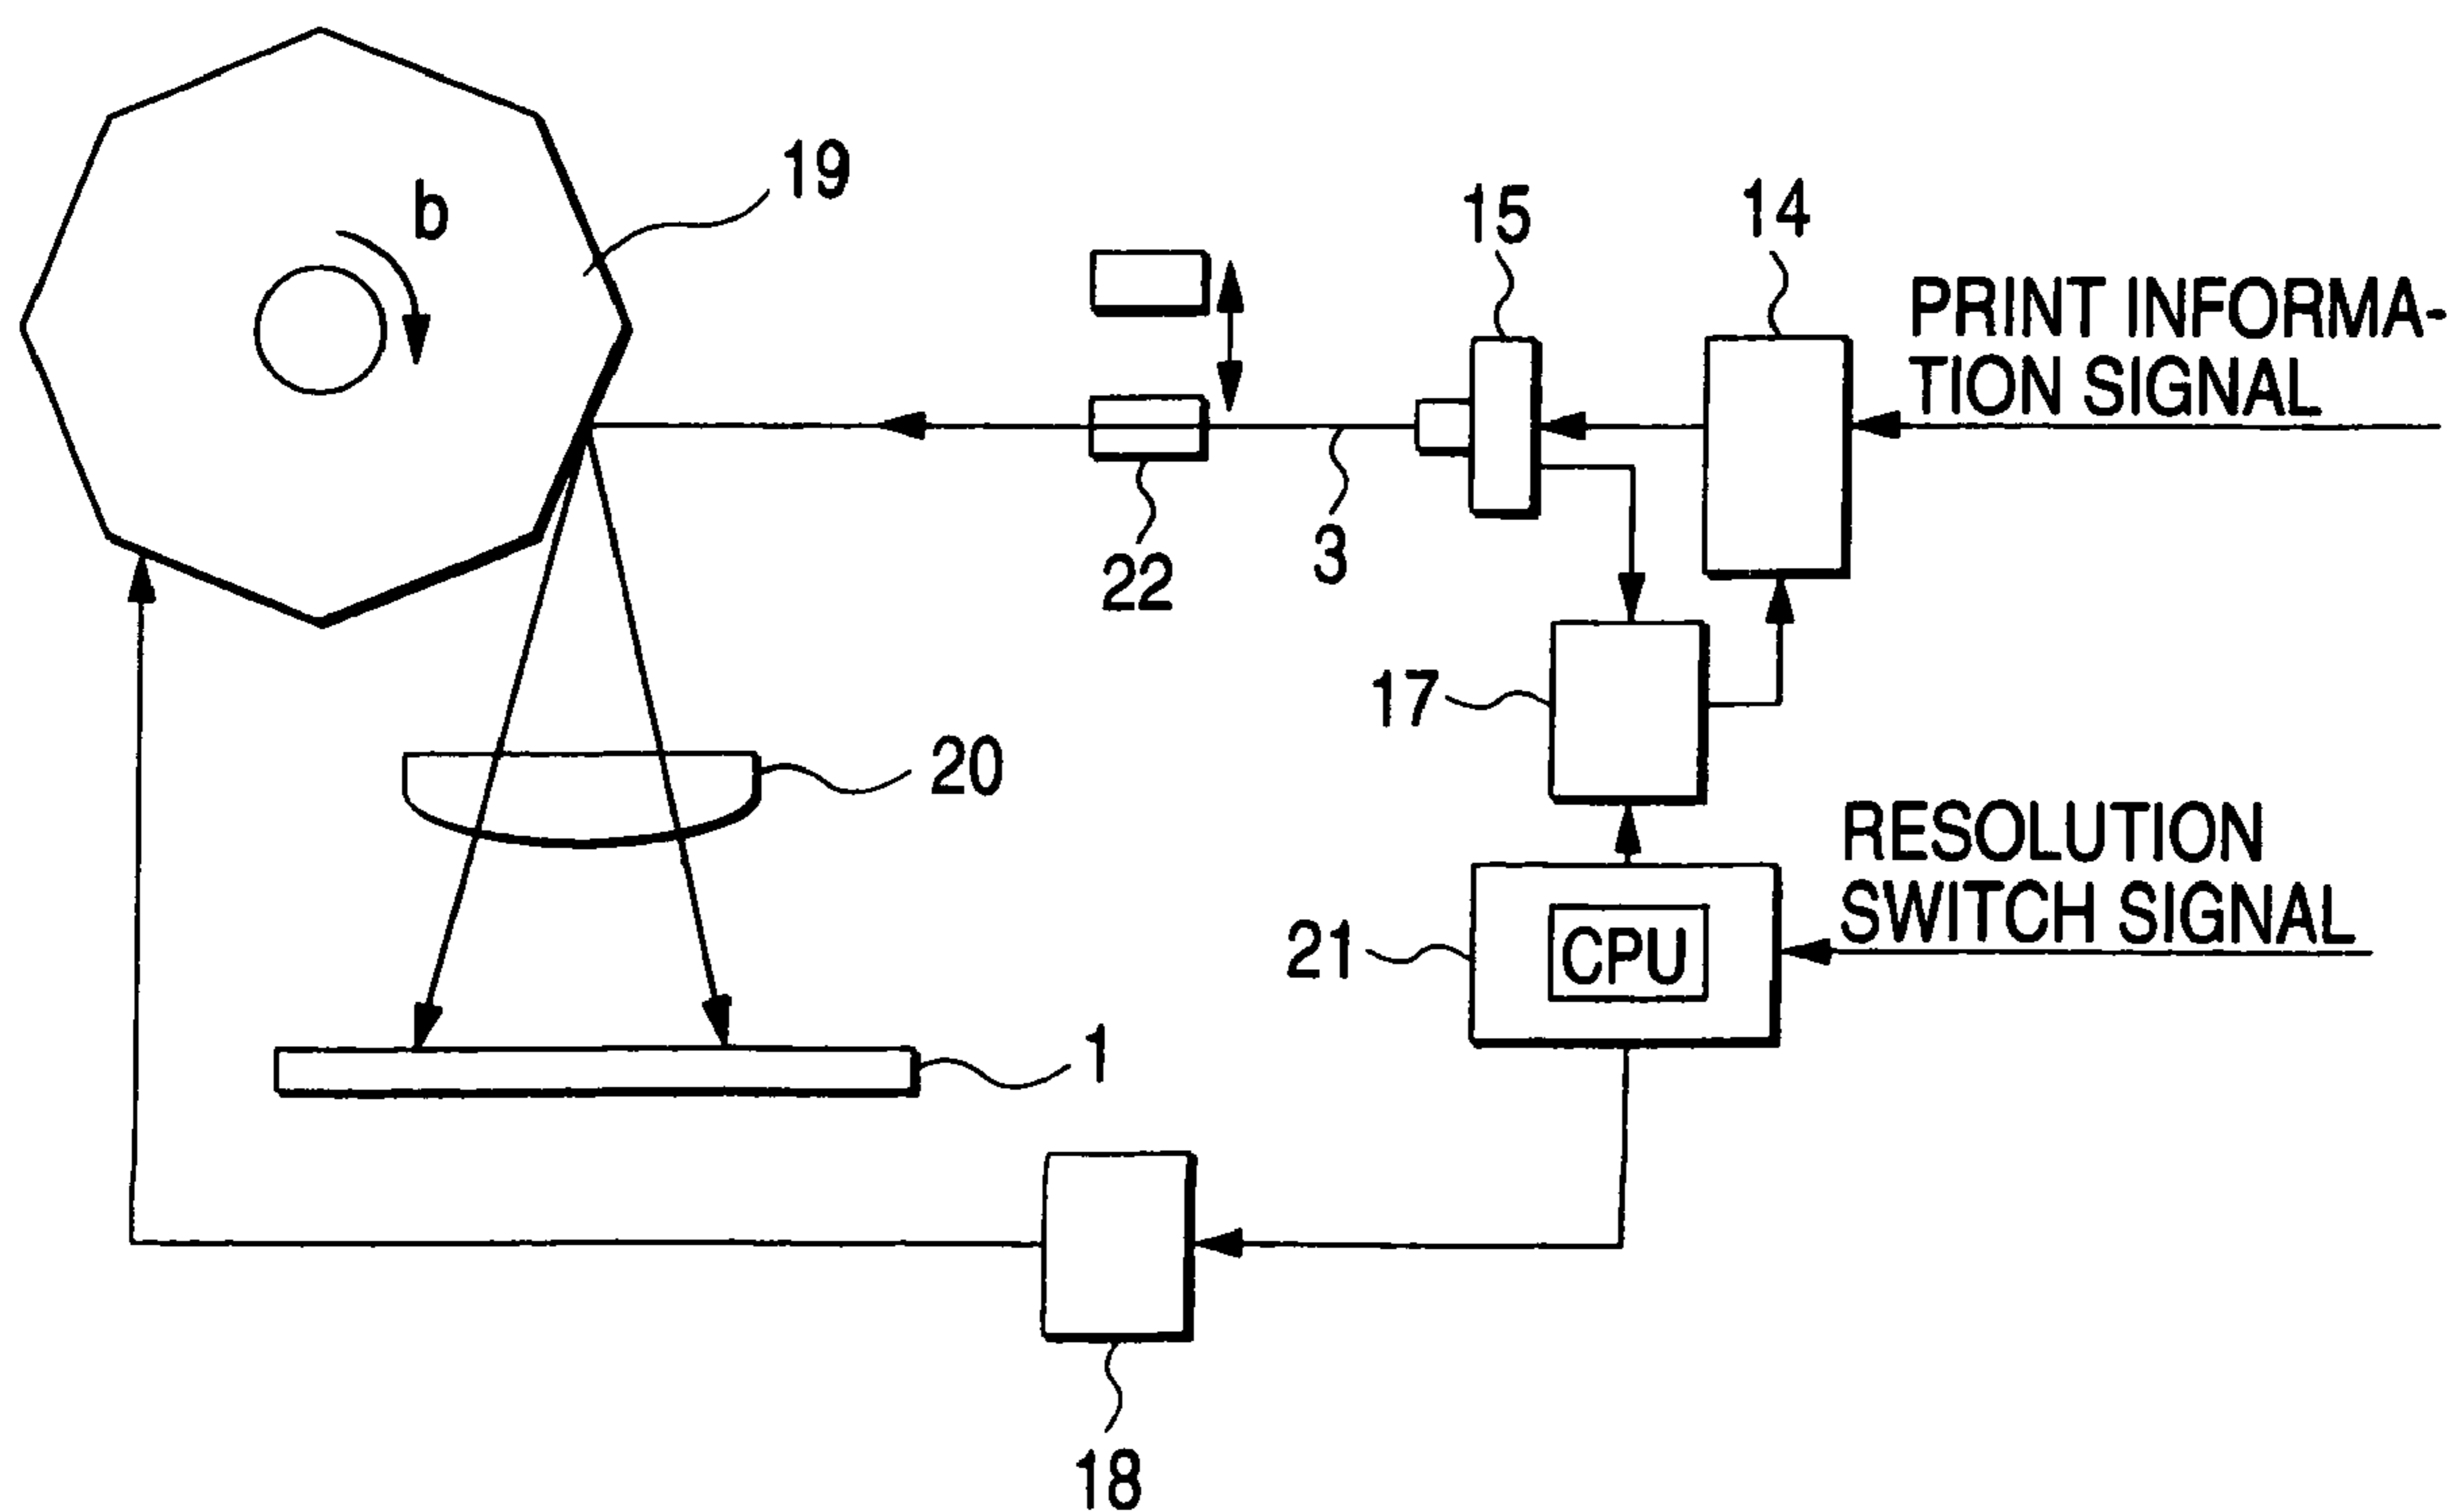 19
b
15
14
PRINT INFORMA-
TION SIGNAL
22
3
17
20
RESOLUTION
SWITCH SIGNAL
21
CPU
1
18